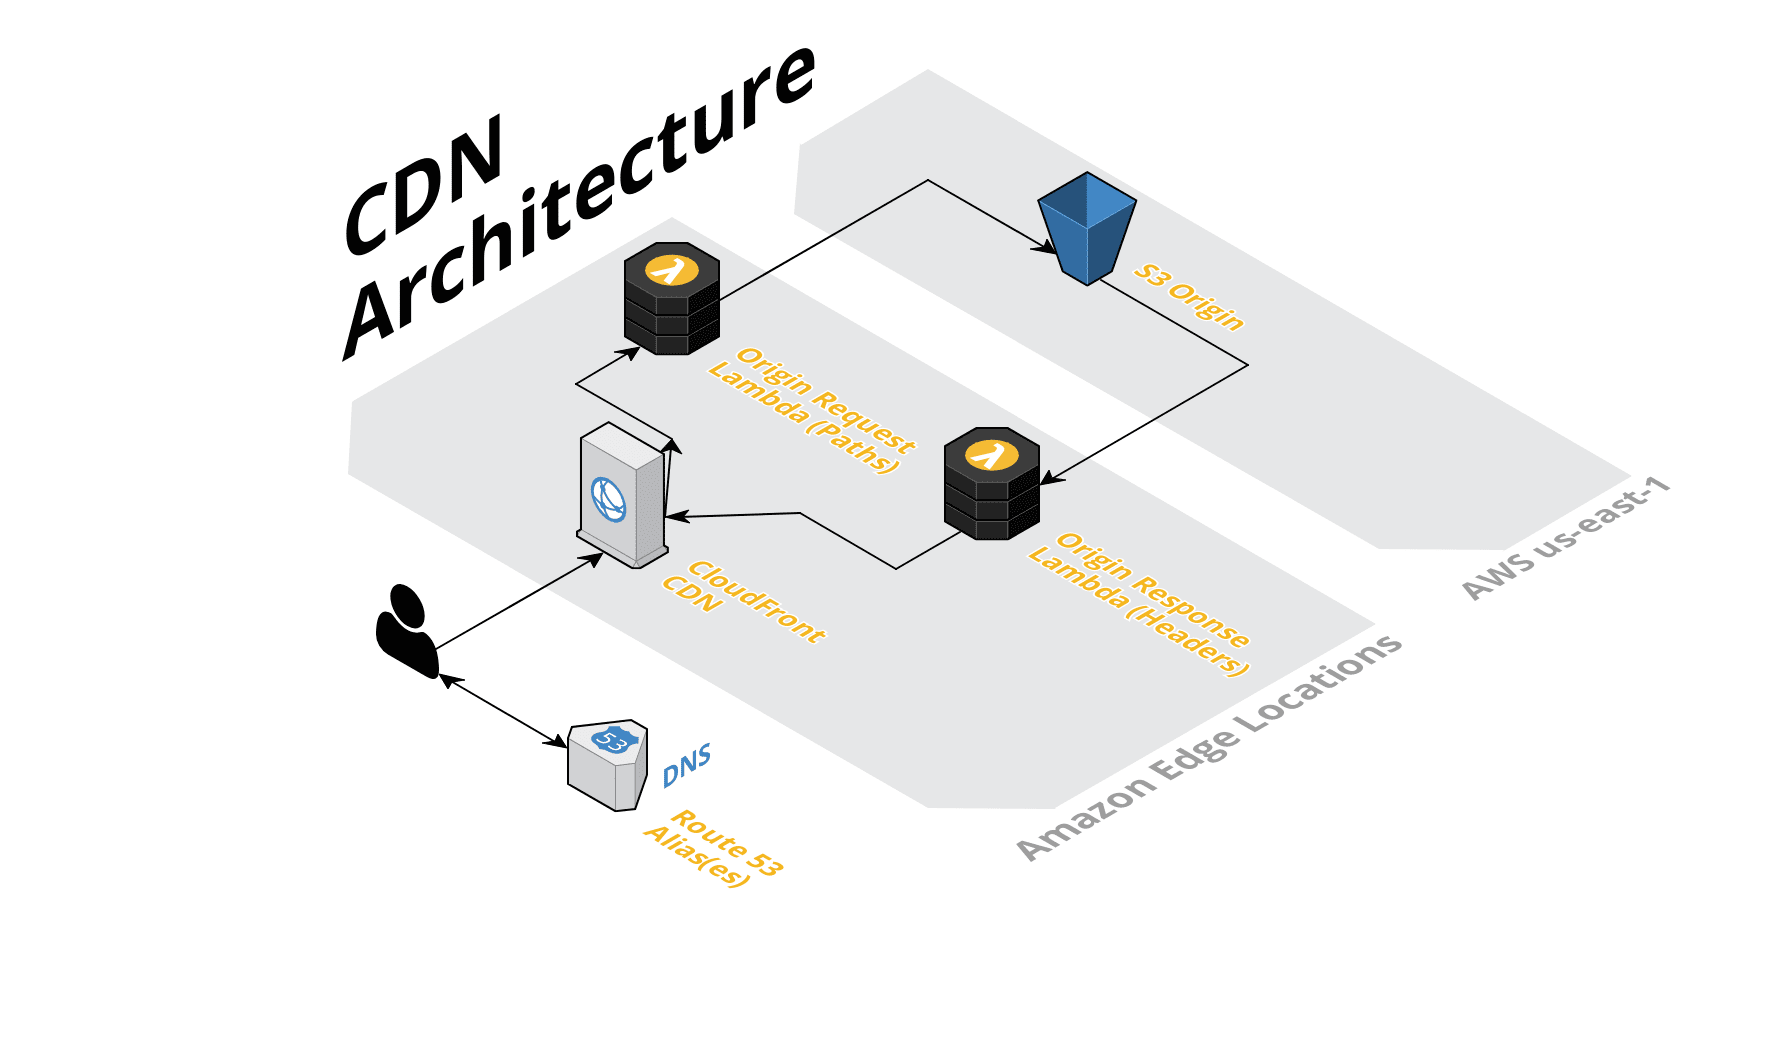 CDN
Architecture
S3 Origin
Origin Request
Lambda (Paths)
Origin Response
Lambda (Headers)
CloudFront
CDN
53
DNS
Route 53
Alias(es)
AWS us-east-1
Amazon Edge Locations